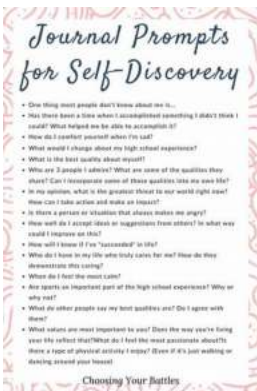 Journal Prompts
for Self-Discovery
• One thing most people don't know about me is...
• Has there been a time when I accomplished something I didn't think I
could? What helped me be able to accomplish it?
• How do I comfort myself when I'm sad?
• What would I change about my high school experience?
• What is the best quality about myself?
• Who are 3 people I admire? What are some of the qualities they
share? Can I incorporate some of those qualities into my own life?
• In my opinion, what is the greatest threat to our world right now?
How can I take action and make an impact?
• Is there a person or situation that always makes me angry?
• How well do I accept ideas or suggestions from others? In what way
could I improve on this?
• How will I know if I've "succeeded" in life?
• Who do I have in my life who truly cares for me? How do they
demonstrate this caring?
• When do I feel the most calm?
• Are sports an important part of the high school experience? Why or
why not?
• What do other people say my best qualities are? Do I agree with
them?
• What values are most important to you? Does the way you're living
your life reflect that?What do I feel the most passionate about?Is
there a type of physical activity I enjoy? (Even if it's just walking or
dancing around your house)
Choosing Your Battles